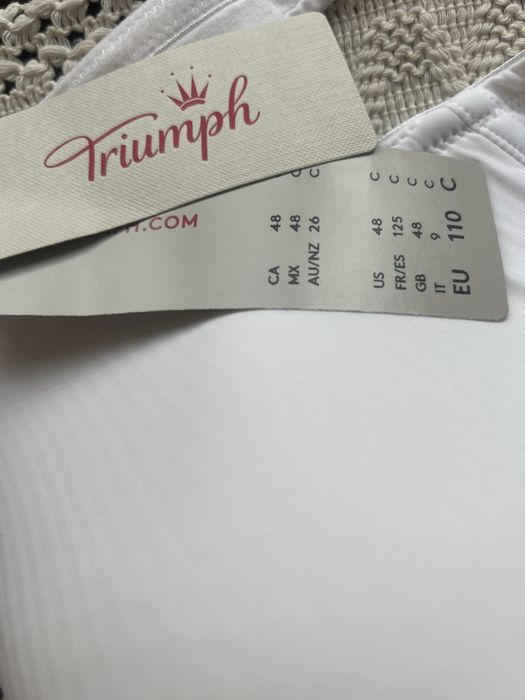 Triumph
H.COM
CA 48 C
MX 48 C
AU/NZ 26 C
US 48 C
FR/ES 125 C
GB 48 C
IT 9 C
EU 110 C